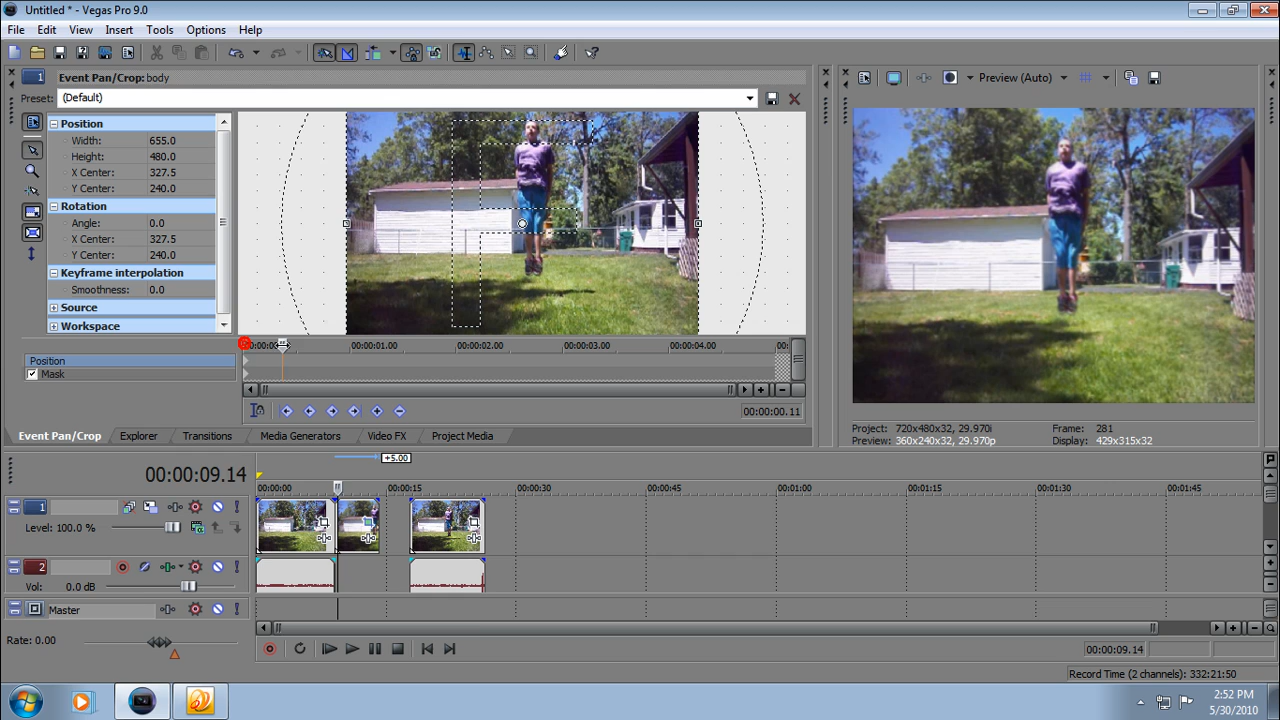 Untitled * - Vegas Pro 9.0
File Edit View Insert Tools Options Help
1 Event Pan/Crop: body
Preset: (Default)
Position
Width: 655.0
Height: 480.0
X Center: 327.5
Y Center: 240.0
Rotation
Angle: 0.0
X Center: 327.5
Y Center: 240.0
Keyframe interpolation
Smoothness: 0.0
Source
Workspace
Preview (Auto)
00:00:01.00 00:00:02.00 00:00:03.00 00:00:04.00
Position
Mask
00:00:00.11
Event Pan/Crop Explorer Transitions Media Generators Video FX Project Media
Project: 720x480x32, 29.970i Frame: 281
Preview: 360x240x32, 29.970p Display: 429x315x32
+5.00
00:00:09.14
00:00:00 00:00:15 00:00:30 00:00:45 00:01:00 00:01:15 00:01:30 00:01:45
1
Level: 100.0 %
2
Vol: 0.0 dB
Master
Rate: 0.00
00:00:09.14
Record Time (2 channels): 332:21:50
2:52 PM
5/30/2010